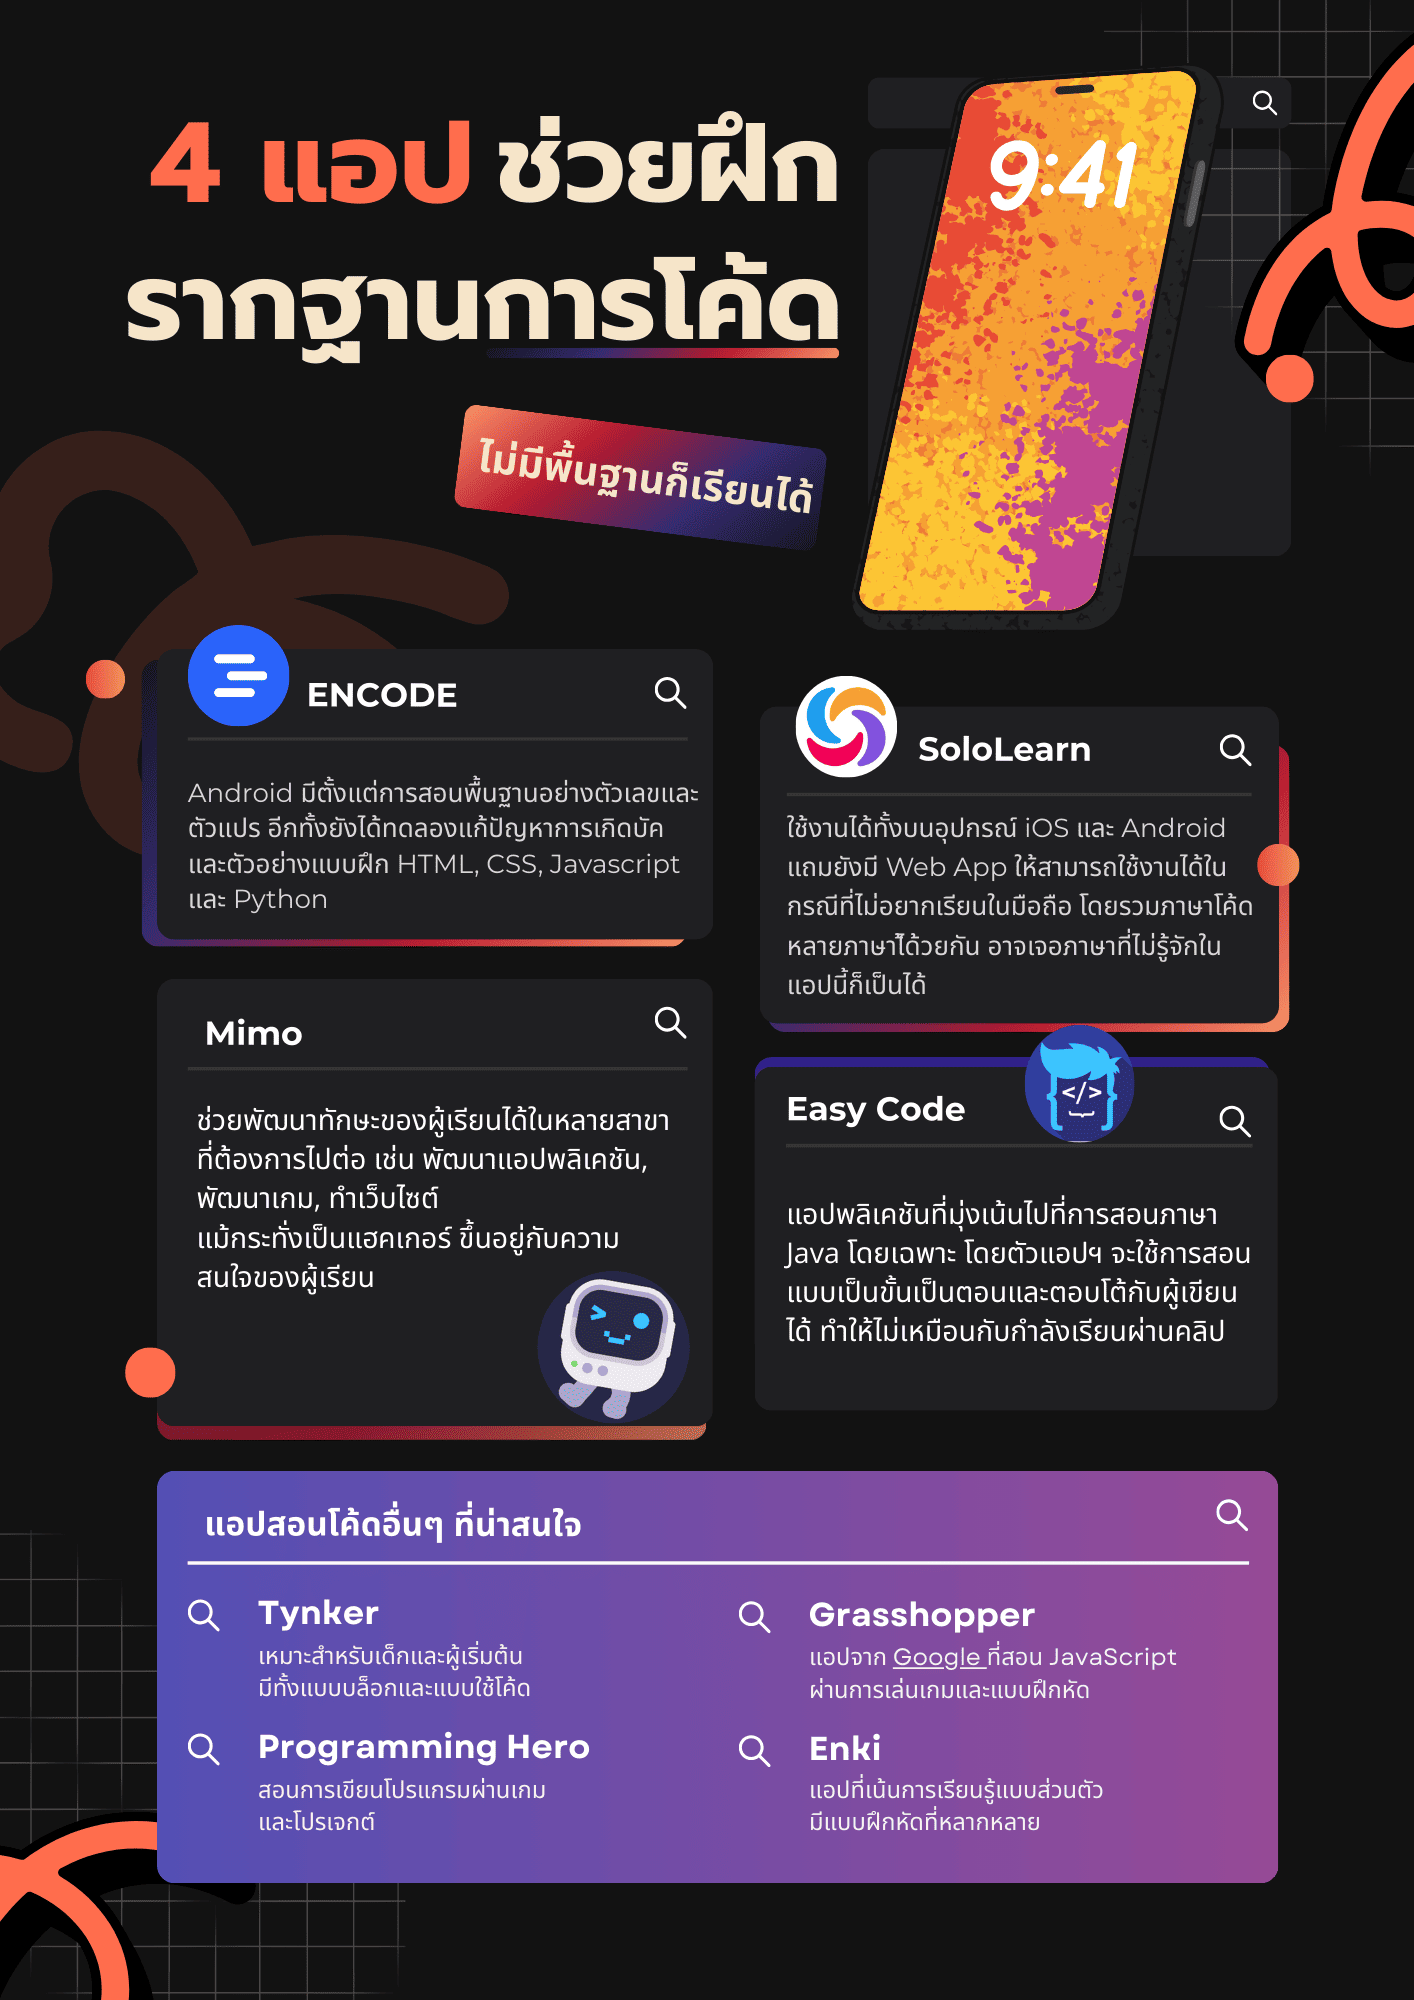 4 แอป ช่วยฝึก
รากฐานการโค้ด
ไม่มีพื้นฐานก็เรียนได้
9:41
ENCODE
Android มีตั้งแต่การสอนพื้นฐานอย่างตัวเลขและ
ตัวแปร อีกทั้งยังได้ทดลองแก้ปัญหาการเกิดบัค
และตัวอย่างแบบฝึก HTML, CSS, Javascript
และ Python
SoloLearn
ใช้งานได้ทั้งบนอุปกรณ์ iOS และ Android
แถมยังมี Web App ให้สามารถใช้งานได้ใน
กรณีที่ไม่อยากเรียนในมือถือ โดยรวมภาษาโค้ด
หลายภาษาไ้ด้วยกัน อาจเจอภาษาที่ไม่รู้จักใน
แอปนี้ก็เป็นได้
Mimo
ช่วยพัฒนาทักษะของผู้เรียนได้ในหลายสาขา
ที่ต้องการไปต่อ เช่น พัฒนาแอปพลิเคชัน,
พัฒนาเกม, ทำเว็บไซต์
แม้กระทั่งเป็นแฮคเกอร์ ขึ้นอยู่กับความ
สนใจของผู้เรียน
Easy Code
{</>}
แอปพลิเคชันที่มุ่งเน้นไปที่การสอนภาษา
Java โดยเฉพาะ โดยตัวแอปฯ จะใช้การสอน
แบบเป็นขั้นเป็นตอนและตอบโต้กับผู้เขียน
ได้ ทำให้ไม่เหมือนกับกำลังเรียนผ่านคลิป
แอปสอนโค้ดอื่นๆ ที่น่าสนใจ
Tynker
เหมาะสำหรับเด็กและผู้เริ่มต้น
มีทั้งแบบบล็อกและแบบใช้โค้ด
Grasshopper
แอปจาก Google ที่สอน JavaScript
ผ่านการเล่นเกมและแบบฝึกหัด
Programming Hero
สอนการเขียนโปรแกรมผ่านเกม
และโปรเจกต์
Enki
แอปที่เน้นการเรียนรู้แบบส่วนตัว
มีแบบฝึกหัดที่หลากหลาย